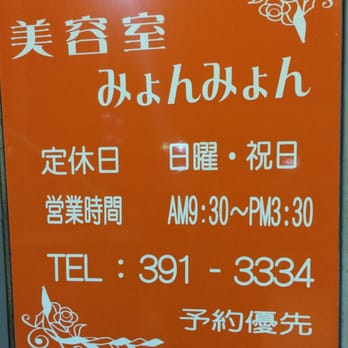 美容室
みょんみょん
定休日 日曜・祝日
営業時間 AM9:30～PM3:30
TEL：391-3334
予約優先